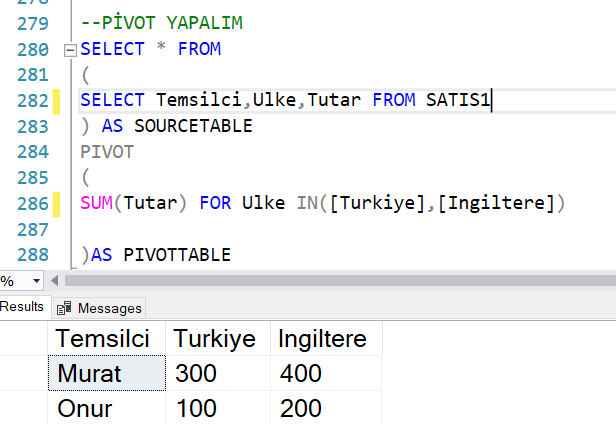 279 --PİVOT YAPALIM
280 SELECT * FROM
281 (
282 SELECT Temsilci,Ulke,Tutar FROM SATIS1
283 ) AS SOURCETABLE
284 PIVOT
285 (
286 SUM(Tutar) FOR Ulke IN([Turkiye],[Ingiltere])
287
288 )AS PIVOTTABLE
%
Results Messages
Temsilci Turkiye Ingiltere
Murat 300 400
Onur 100 200